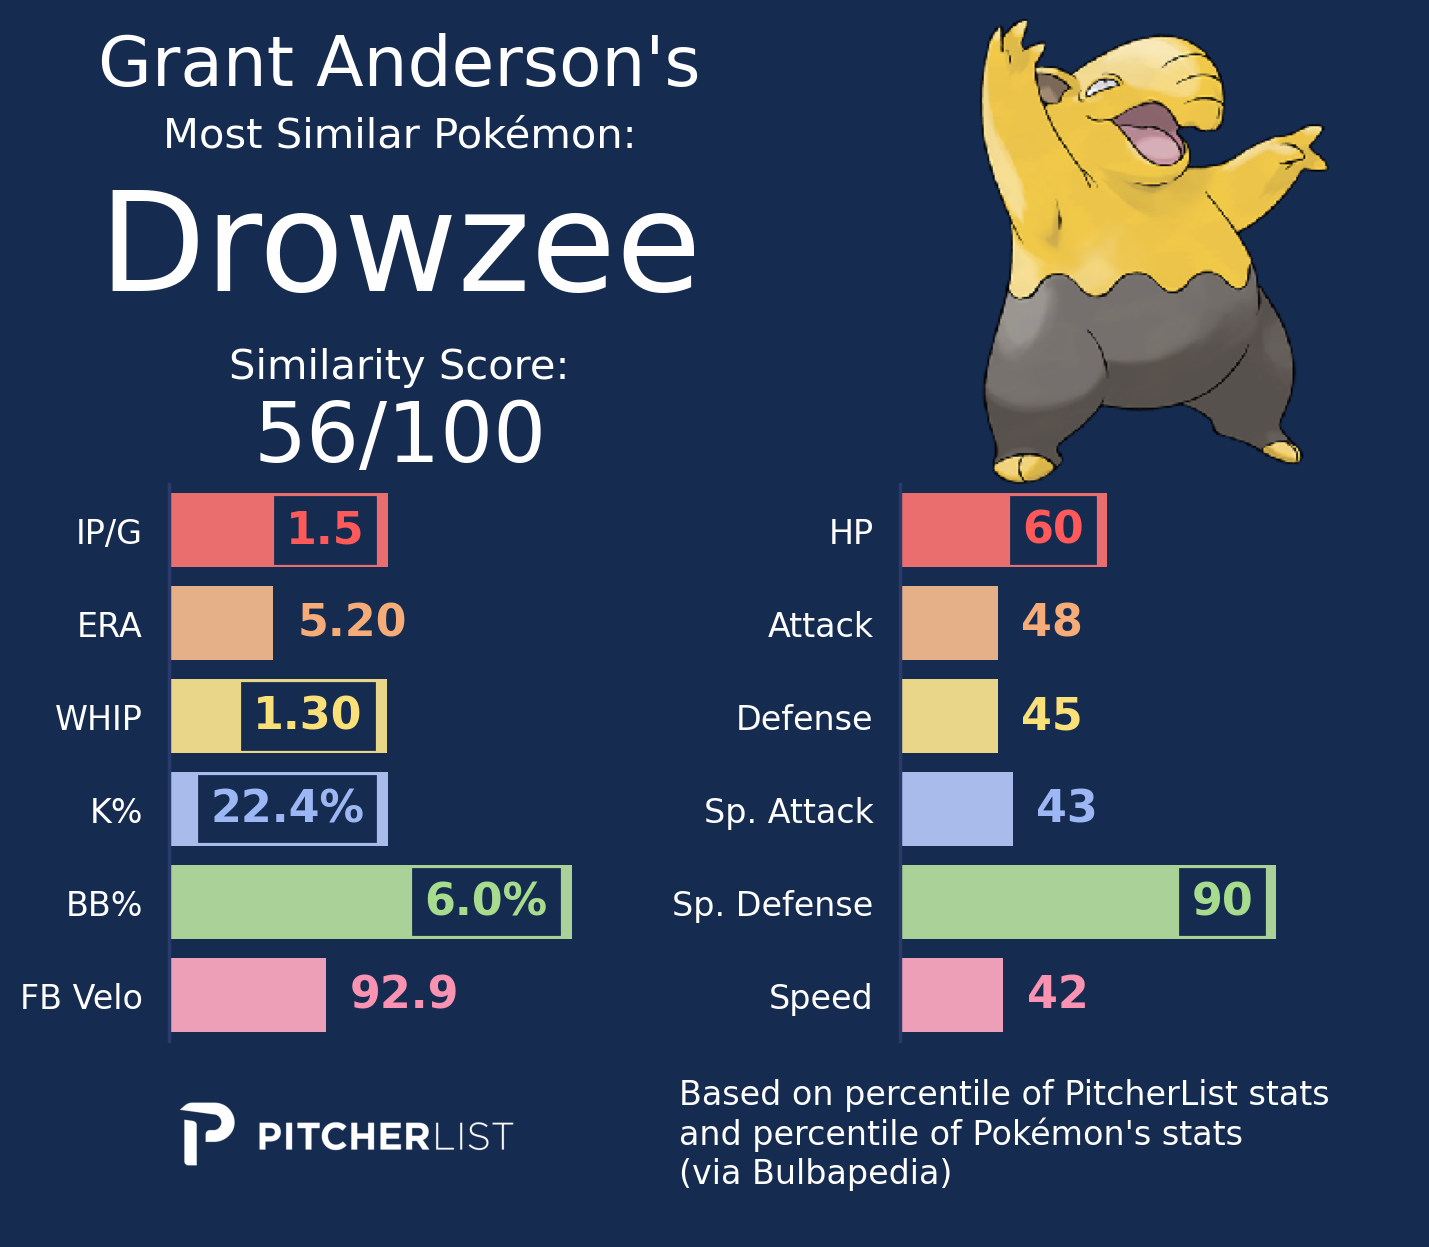 Grant Anderson's
Most Similar Pokémon:
Drowzee
Similarity Score:
56/100
IP/G 1.5
ERA 5.20
WHIP 1.30
K% 22.4%
BB% 6.0%
FB Velo 92.9
HP 60
Attack 48
Defense 45
Sp. Attack 43
Sp. Defense 90
Speed 42
PITCHERLIST
Based on percentile of PitcherList stats
and percentile of Pokémon's stats
(via Bulbapedia)